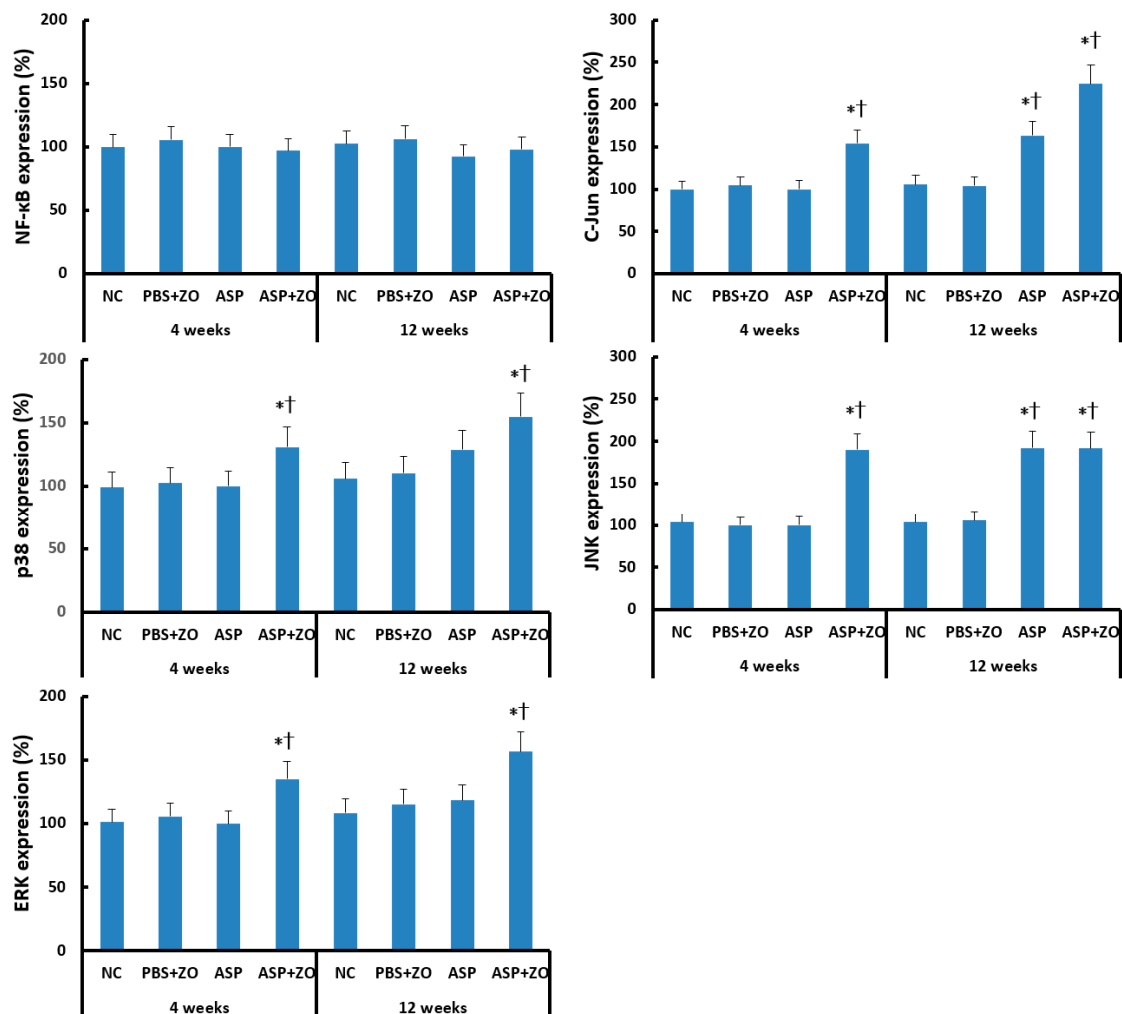 NF-κB expression (%)
200
150
100
50
0
NC PBS+ZO ASP ASP+ZO NC PBS+ZO ASP ASP+ZO
4 weeks 12 weeks
C-Jun expression (%)
300
250
200
150
100
50
0
*† *† *†
NC PBS+ZO ASP ASP+ZO NC PBS+ZO ASP ASP+ZO
4 weeks 12 weeks
p38 exxpression (%)
200
150
100
50
0
*† *†
NC PBS+ZO ASP ASP+ZO NC PBS+ZO ASP ASP+ZO
4 weeks 12 weeks
JNK expression (%)
300
250
200
150
100
50
0
*† *† *†
NC PBS+ZO ASP ASP+ZO NC PBS+ZO ASP ASP+ZO
4 weeks 12 weeks
ERK expression (%)
200
150
100
50
0
*† *†
NC PBS+ZO ASP ASP+ZO NC PBS+ZO ASP ASP+ZO
4 weeks 12 weeks